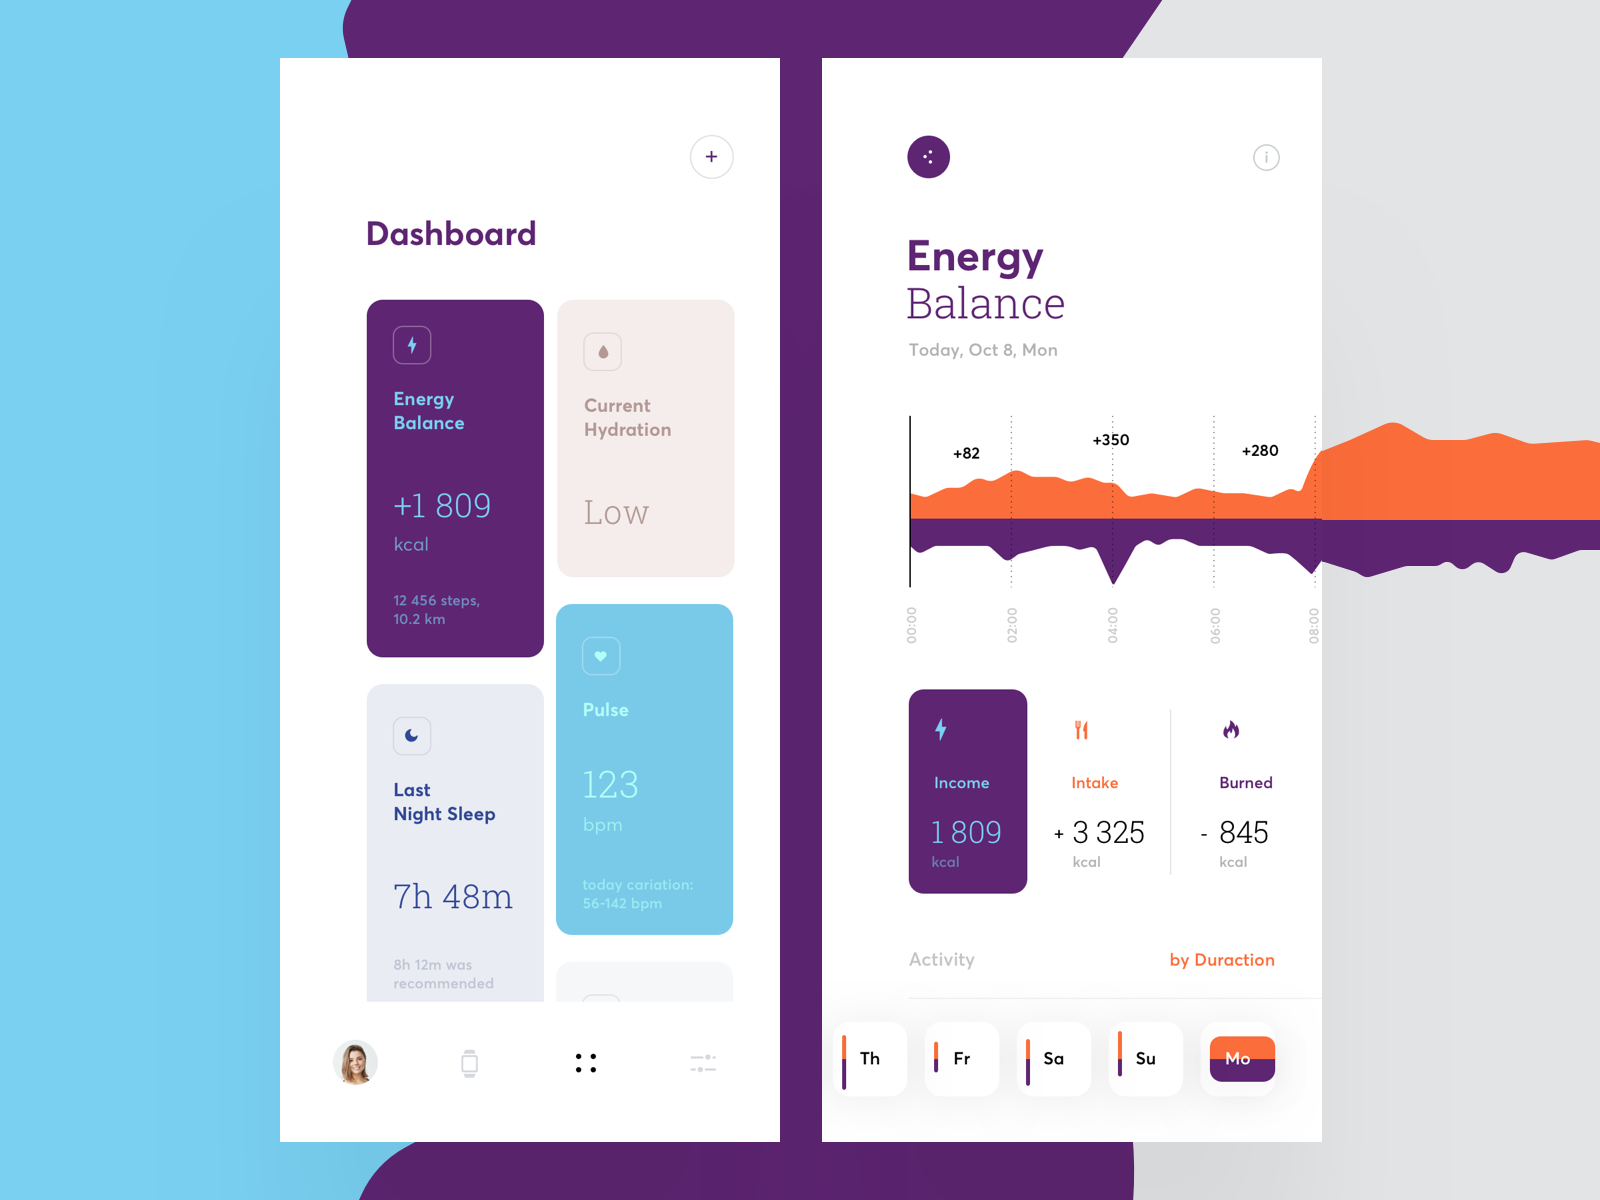 +
Dashboard
Energy
Balance
+1 809
kcal
12 456 steps,
10.2 km
Current
Hydration
Low
Last
Night Sleep
7h 48m
8h 12m was
recommended
Pulse
123
bpm
today cariation:
56-142 bpm
i
Energy
Balance
Today, Oct 8, Mon
+82
+350
+280
00:00
02:00
04:00
06:00
08:00
Income
1 809
kcal
Intake
+ 3 325
kcal
Burned
- 845
kcal
Activity
by Duraction
Th
Fr
Sa
Su
Mo